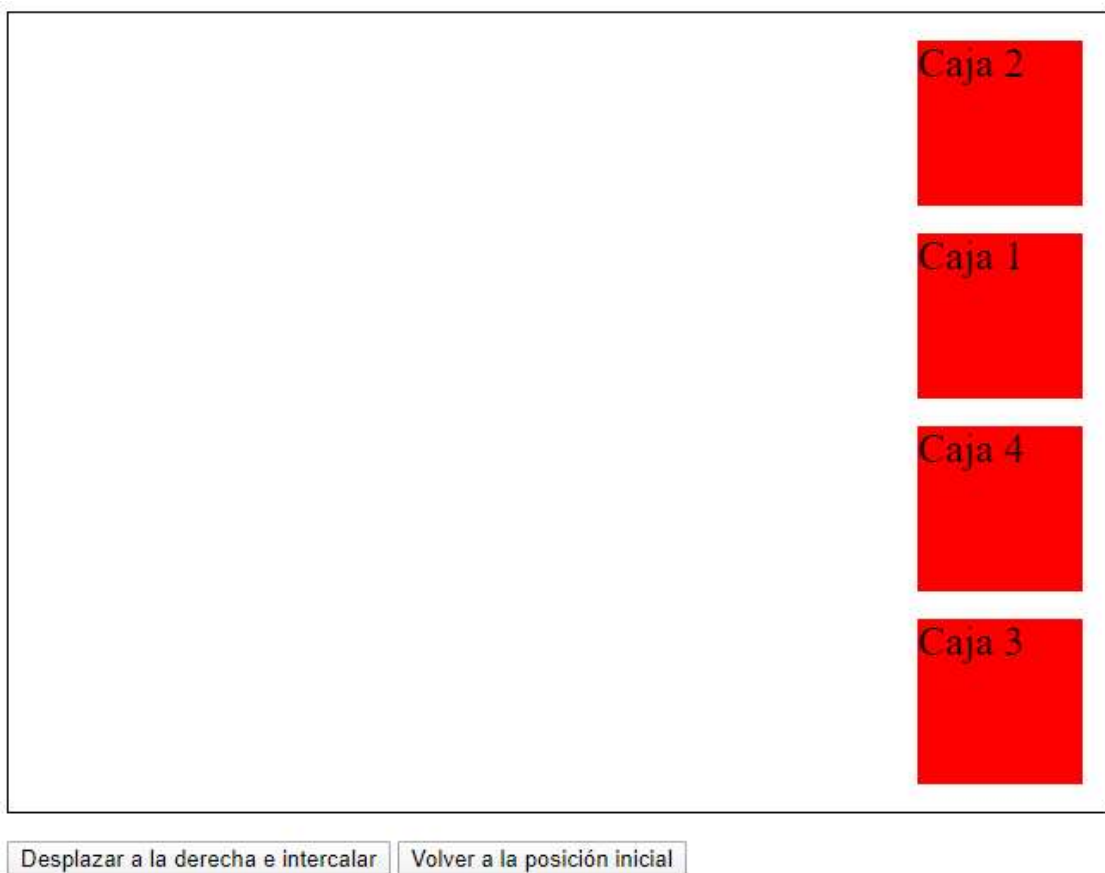 Caja 2
Caja 1
Caja 4
Caja 3
Desplazar a la derecha e intercalar Volver a la posición inicial